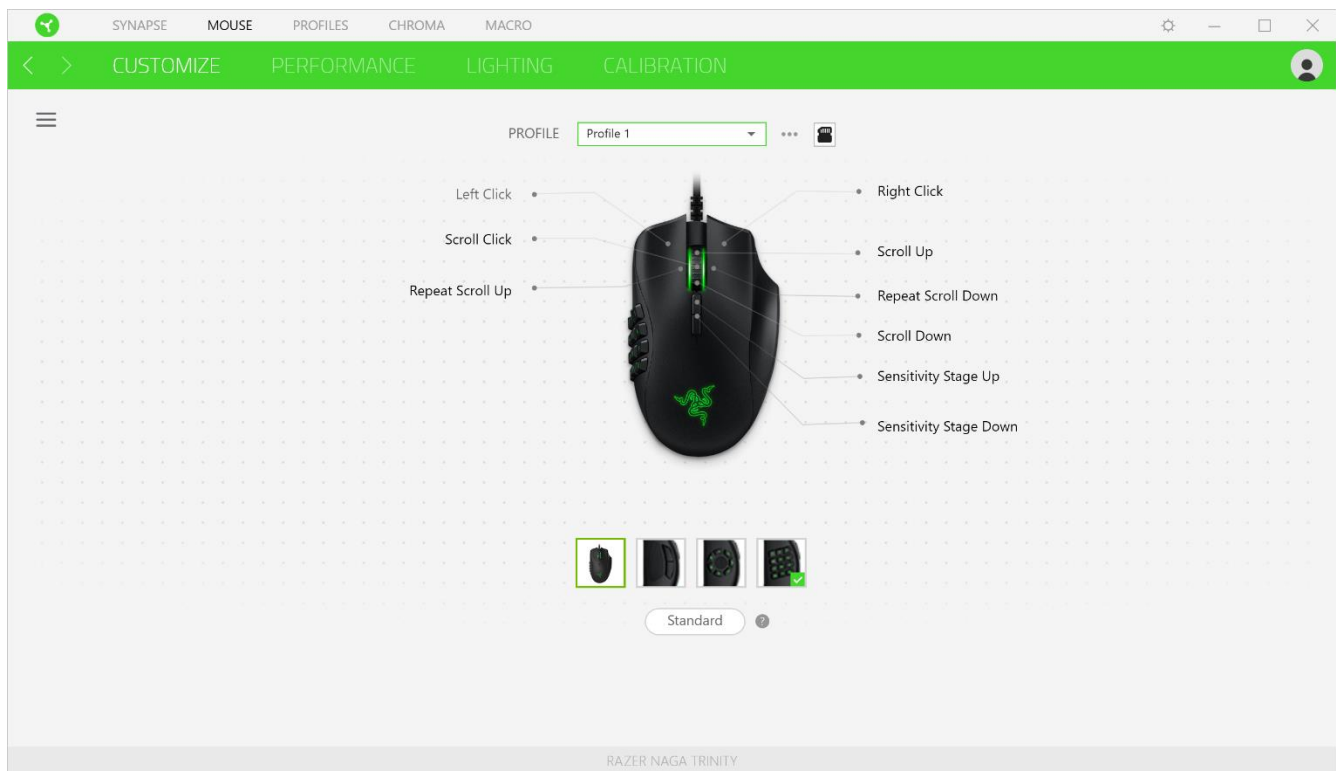 SYNAPSE MOUSE PROFILES CHROMA MACRO
CUSTOMIZE PERFORMANCE LIGHTING CALIBRATION
PROFILE Profile 1
Left Click
Right Click
Scroll Click
Scroll Up
Repeat Scroll Up
Repeat Scroll Down
Scroll Down
Sensitivity Stage Up
Sensitivity Stage Down
Standard ?
RAZER NAGA TRINITY